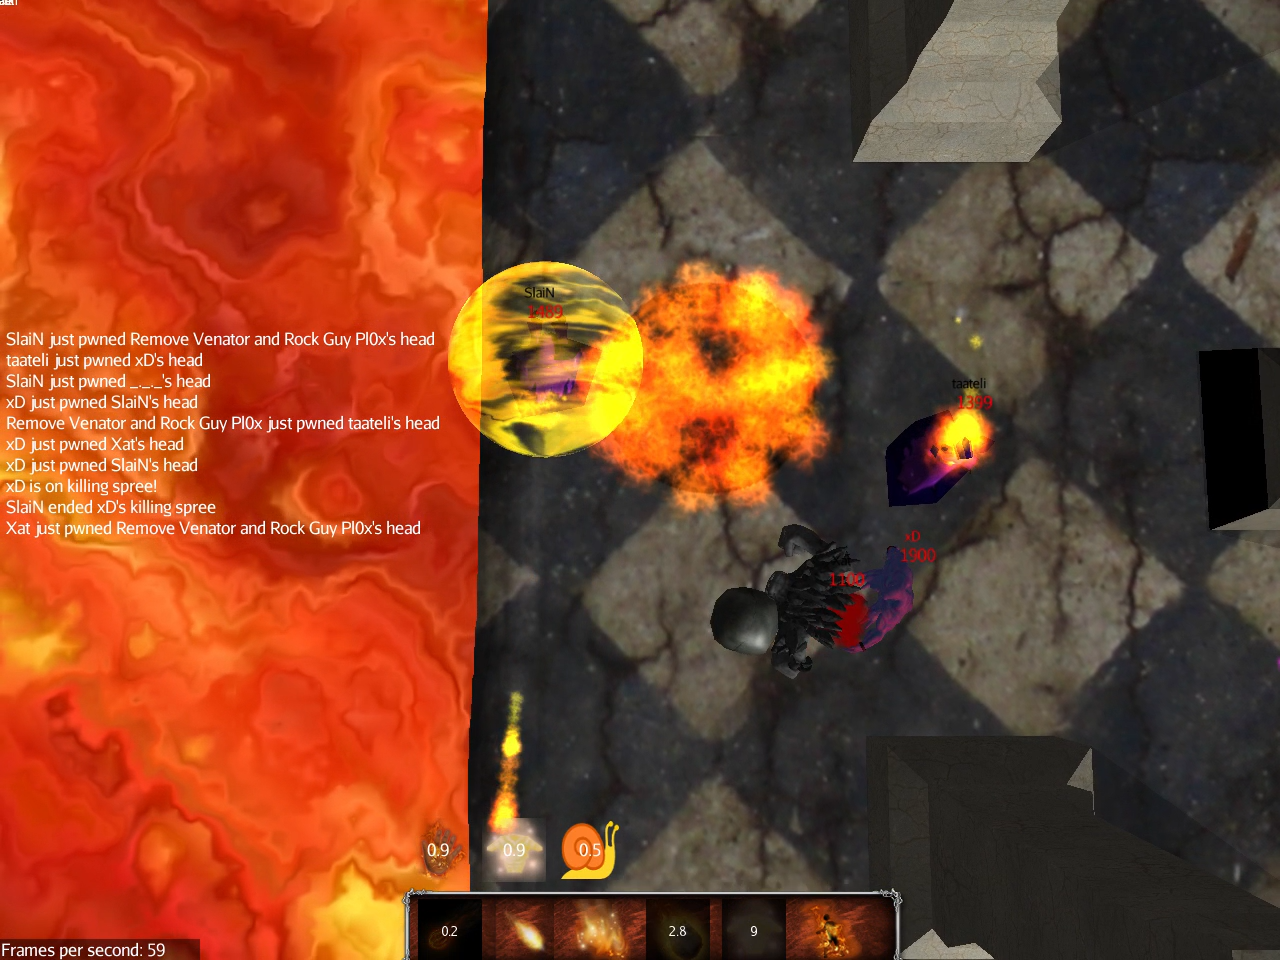 SlaiN
1489
SlaiN just pwned Remove Venator and Rock Guy Pl0x's head
taateli just pwned xD's head
SlaiN just pwned _._._'s head
xD just pwned SlaiN's head
Remove Venator and Rock Guy Pl0x just pwned taateli's head
xD just pwned Xat's head
xD just pwned SlaiN's head
xD is on killing spree!
SlaiN ended xD's killing spree
Xat just pwned Remove Venator and Rock Guy Pl0x's head
taateli
1399
xD
1900
1100
0.9
0.9
0.5
0.2
2.8
9
Frames per second: 59